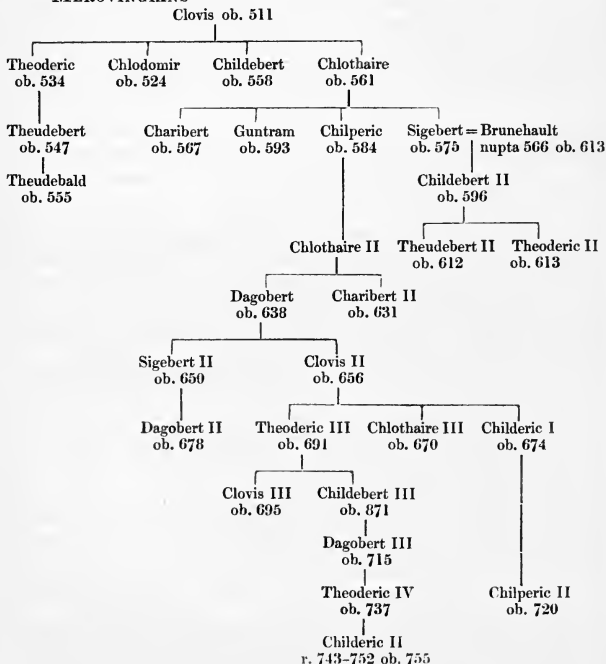 MEROVINGIANS
Clovis ob. 511
Theoderic Chlodomir Childebert Chlothaire
ob. 534 ob. 524 ob. 558 ob. 561
Theudebert Charibert Guntram Chilperic Sigebert = Brunehault
ob. 547 ob. 567 ob. 593 ob. 584 ob. 575 nupta 566 ob. 613
Theudebald Childebert II
ob. 555 ob. 596
Chlothaire II Theudebert II Theoderic II
ob. 612 ob. 613
Dagobert Charibert II
ob. 638 ob. 631
Sigebert II Clovis II
ob. 650 ob. 656
Dagobert II Theoderic III Chlothaire III Childeric I
ob. 678 ob. 691 ob. 670 ob. 674
Clovis III Childebert III
ob. 695 ob. 871
Dagobert III
ob. 715
Theoderic IV Chilperic II
ob. 737 ob. 720
Childeric II
r. 743-752 ob. 755